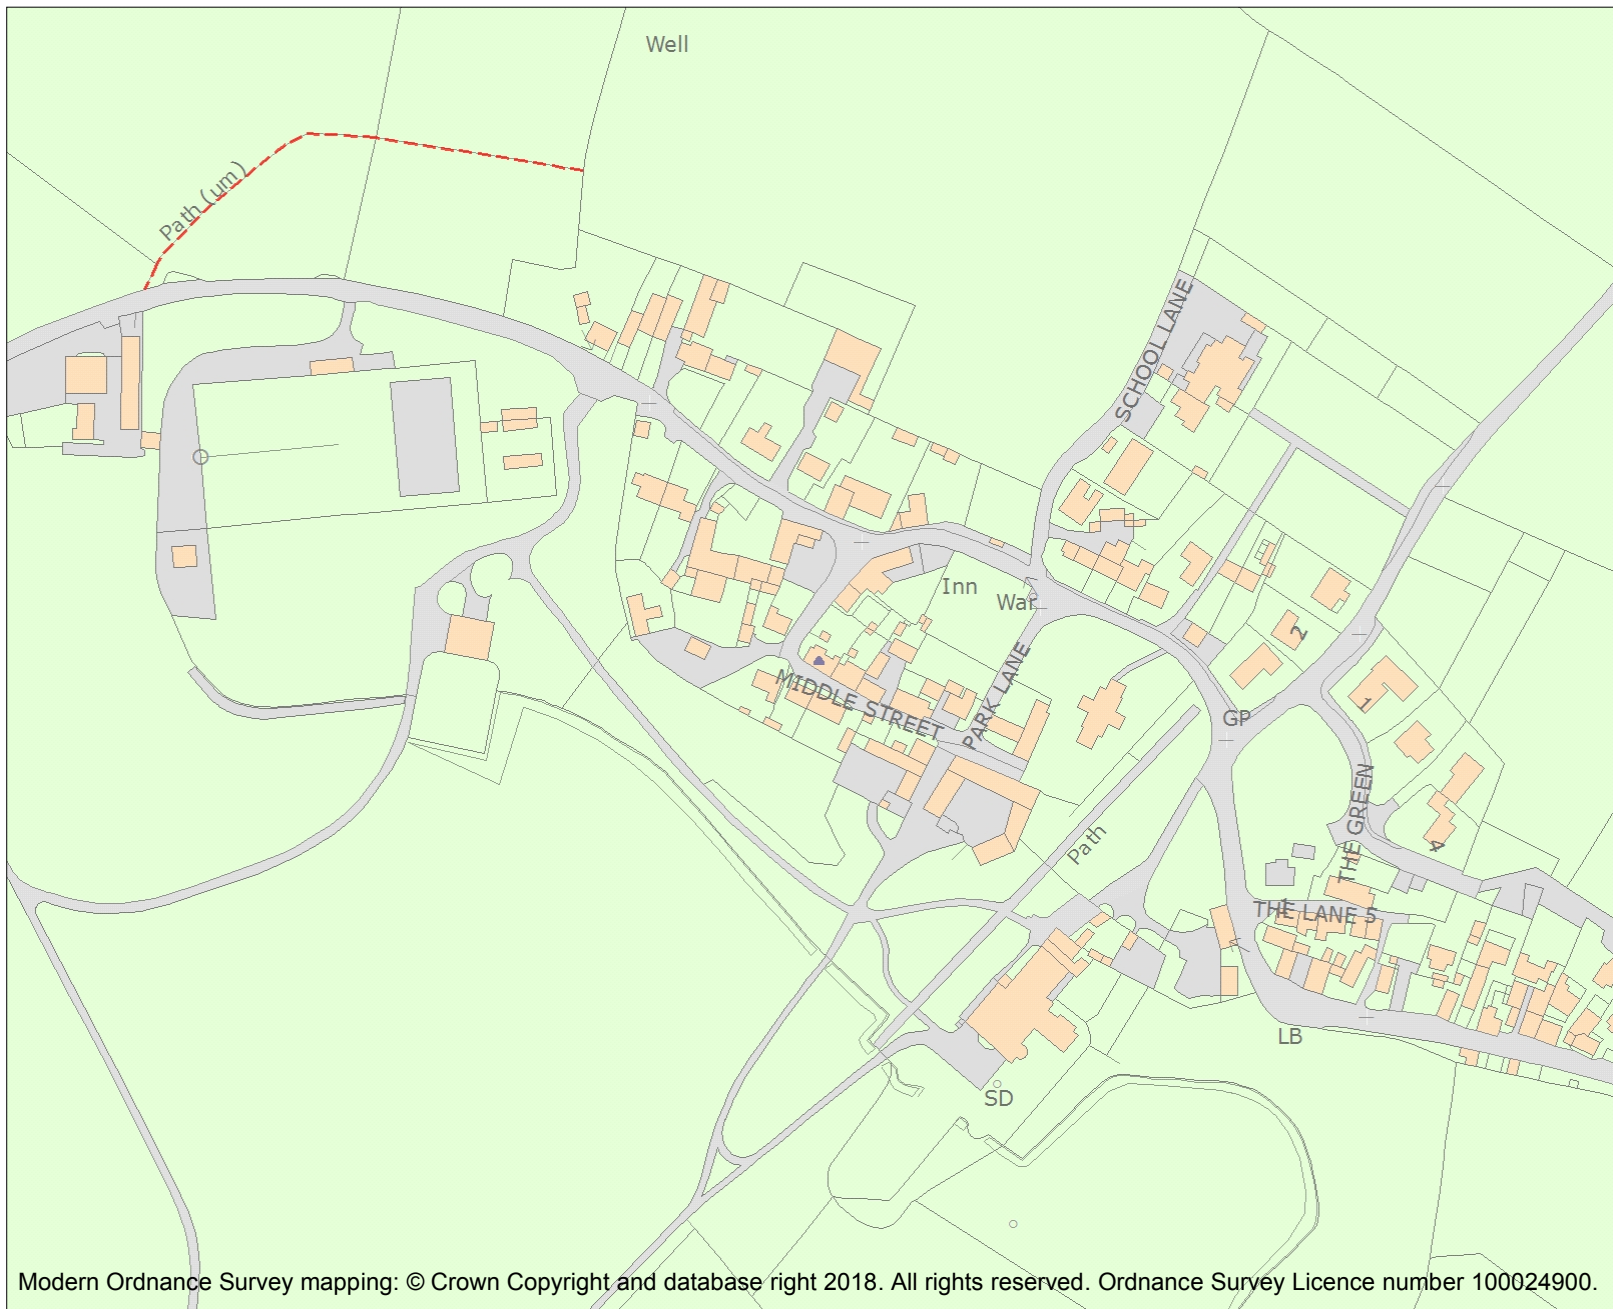 Well
Path (um)
SCHOOL LANE
Inn
War
2
PARK LANE
MIDDLE STREET
1
GP
THE GREEN
Path
4
THE LANE 5
1
LB
SD
Modern Ordnance Survey mapping: © Crown Copyright and database right 2018. All rights reserved. Ordnance Survey Licence number 100024900.